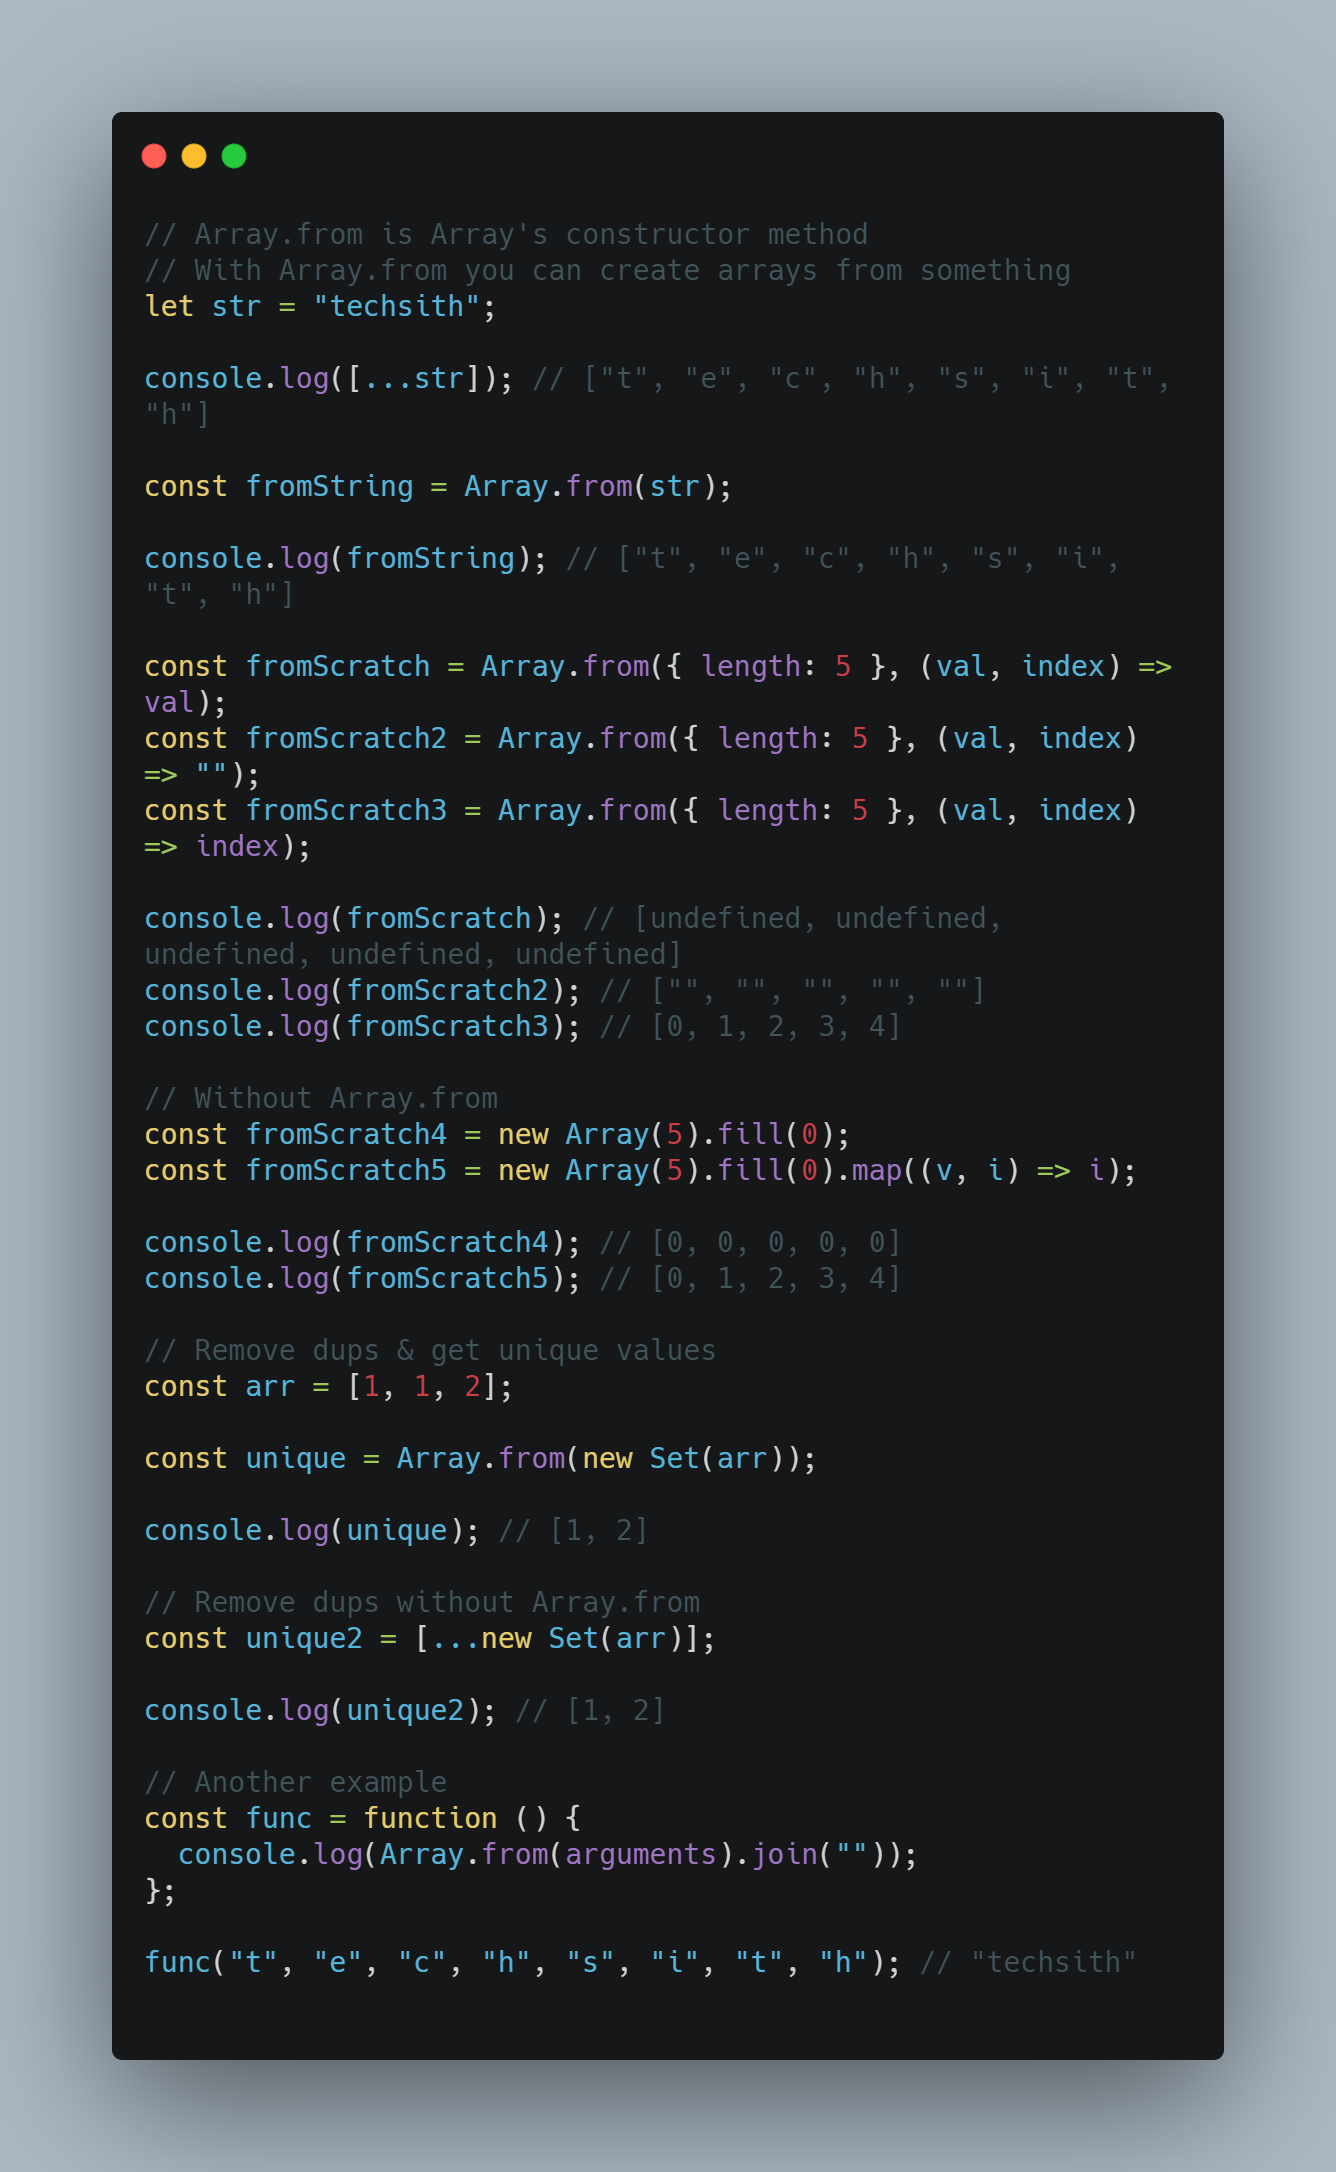 // Array.from is Array's constructor method
// With Array.from you can create arrays from something
let str = "techsith";
console.log([...str]); // ["t", "e", "c", "h", "s", "i", "t",
"h"]
const fromString = Array.from(str);
console.log(fromString); // ["t", "e", "c", "h", "s", "i",
"t", "h"]
const fromScratch = Array.from({ length: 5 }, (val, index) =>
val);
const fromScratch2 = Array.from({ length: 5 }, (val, index)
=> "");
const fromScratch3 = Array.from({ length: 5 }, (val, index)
=> index);
console.log(fromScratch); // [undefined, undefined,
undefined, undefined, undefined]
console.log(fromScratch2); // ["", "", "", "", ""]
console.log(fromScratch3); // [0, 1, 2, 3, 4]
// Without Array.from
const fromScratch4 = new Array(5).fill(0);
const fromScratch5 = new Array(5).fill(0).map((v, i) => i);
console.log(fromScratch4); // [0, 0, 0, 0, 0]
console.log(fromScratch5); // [0, 1, 2, 3, 4]
// Remove dups & get unique values
const arr = [1, 1, 2];
const unique = Array.from(new Set(arr));
console.log(unique); // [1, 2]
// Remove dups without Array.from
const unique2 = [...new Set(arr)];
console.log(unique2); // [1, 2]
// Another example
const func = function () {
  console.log(Array.from(arguments).join(""));
};
func("t", "e", "c", "h", "s", "i", "t", "h"); // "techsith"